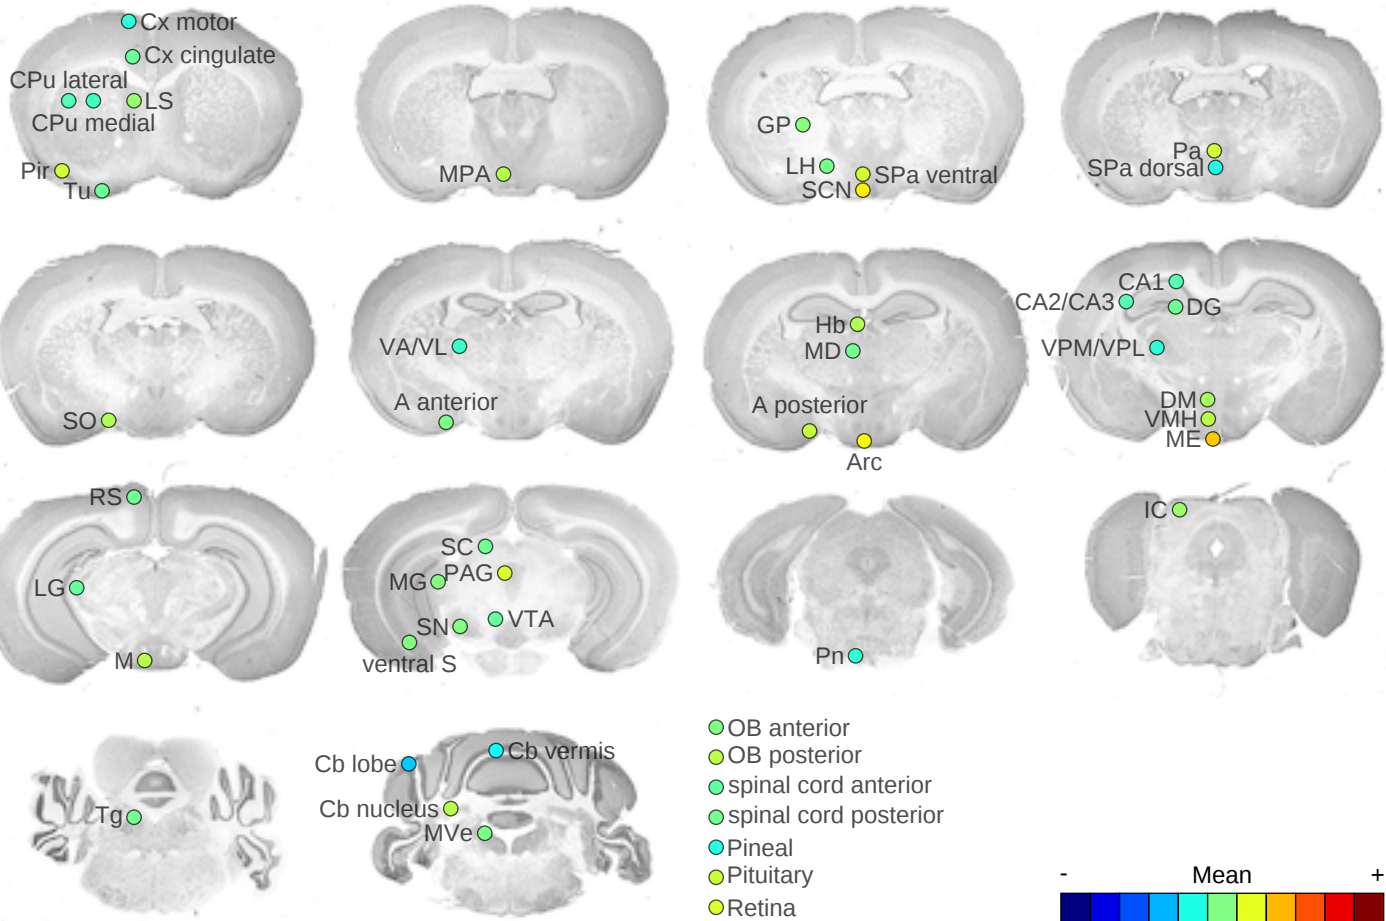 Cx motor
Cx cingulate
CPu lateral
LS
CPu medial
Pir
Tu
MPA
GP
LH
SPa ventral
SCN
Pa
SPa dorsal
SO
VA/VL
A anterior
Hb
MD
A posterior
Arc
CA1
CA2/CA3
DG
VPM/VPL
DM
VMH
ME
RS
LG
M
SC
PAG
MG
VTA
SN
ventral S
Pn
IC
Tg
Cb vermis
Cb lobe
Cb nucleus
MVe
OB anterior
OB posterior
spinal cord anterior
spinal cord posterior
Pineal
Pituitary
Retina
- Mean +